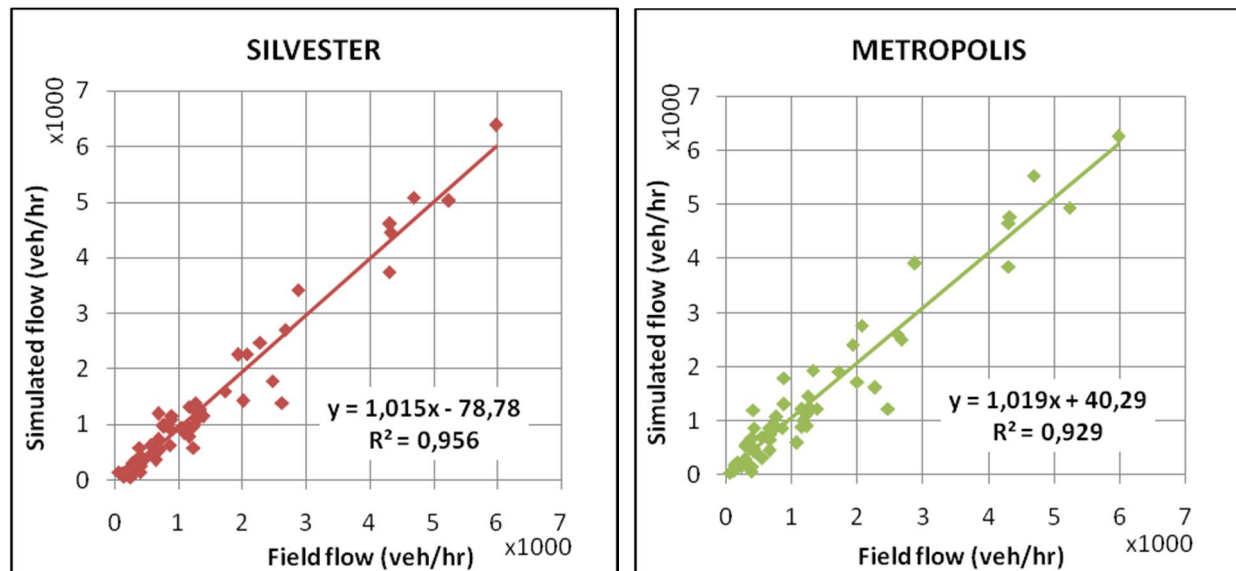 SILVESTER
x1000
Simulated flow (veh/hr)
7
6
5
4
3
2
1
0
y = 1,015x - 78,78
R² = 0,956
0 1 2 3 4 5 6 7
Field flow (veh/hr)
x1000
METROPOLIS
x1000
Simulated flow (veh/hr)
7
6
5
4
3
2
1
0
y = 1,019x + 40,29
R² = 0,929
0 1 2 3 4 5 6 7
Field flow (veh/hr)
x1000